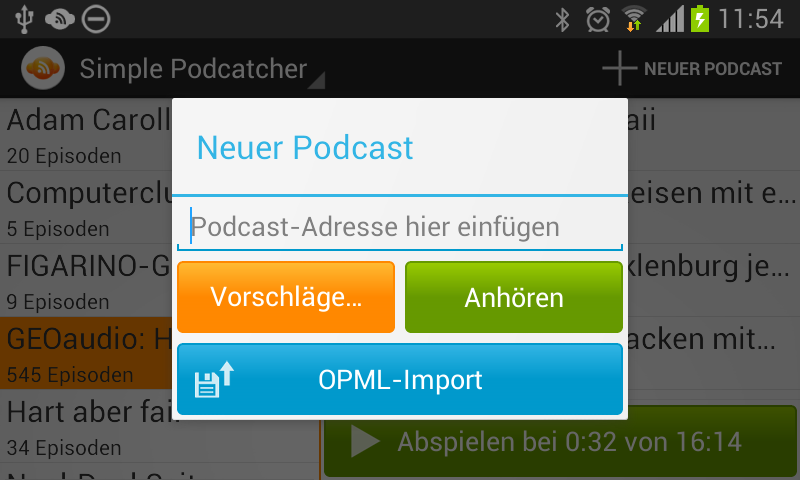 11:54
Simple Podcatcher
NEUER PODCAST
Adam Caroll
20 Episoden
Computerclu
5 Episoden
FIGARINO-G
9 Episoden
GEOaudio: H
545 Episoden
Hart aber fair
34 Episoden
Neuer Podcast
Podcast-Adresse hier einfügen
Vorschläge...
Anhören
OPML-Import
aii
eisen mit e...
klenburg je...
acken mit...
Abspielen bei 0:32 von 16:14